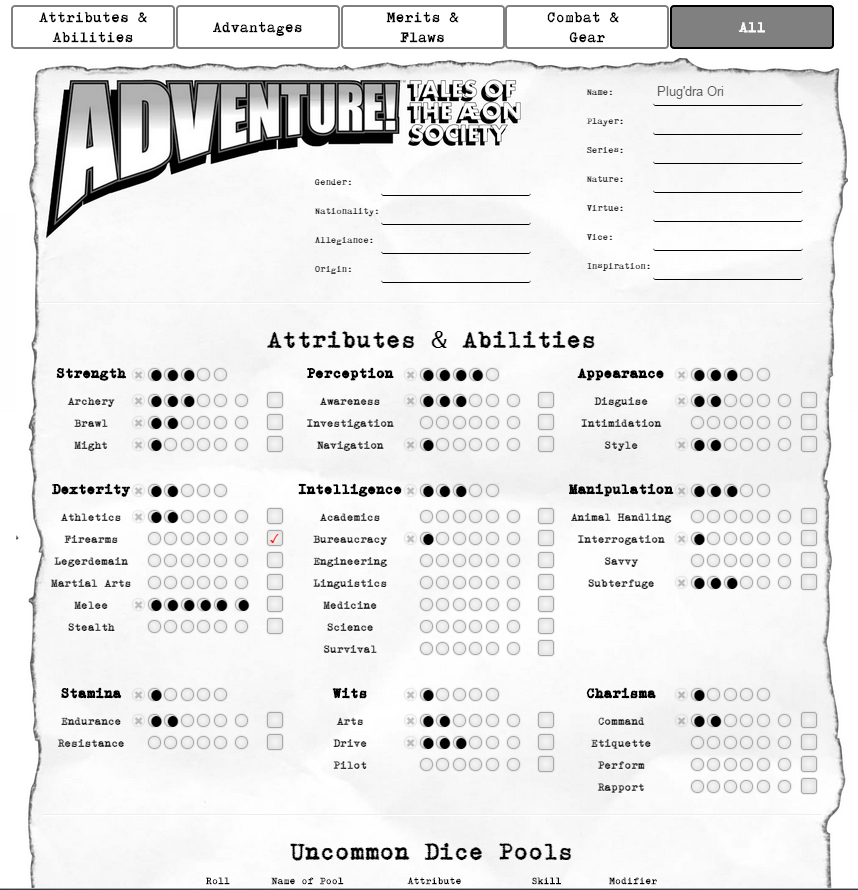 Attributes & Abilities
Advantages
Merits & Flaws
Combat & Gear
All
ADVENTURE!
TALES OF
THE ÆON
SOCIETY
Name: Plug'dra Ori
Player:
Series:
Nature:
Virtue:
Vice:
Inspiration:
Gender:
Nationality:
Allegiance:
Origin:
Attributes & Abilities
Strength
Archery
Brawl
Might
Perception
Awareness
Investigation
Navigation
Appearance
Disguise
Intimidation
Style
Dexterity
Athletics
Firearms
Legerdemain
Martial Arts
Melee
Stealth
Intelligence
Academics
Bureaucracy
Engineering
Linguistics
Medicine
Science
Survival
Manipulation
Animal Handling
Interrogation
Savvy
Subterfuge
Stamina
Endurance
Resistance
Wits
Arts
Drive
Pilot
Charisma
Command
Etiquette
Perform
Rapport
Uncommon Dice Pools
Roll Name of Pool Attribute Skill Modifier